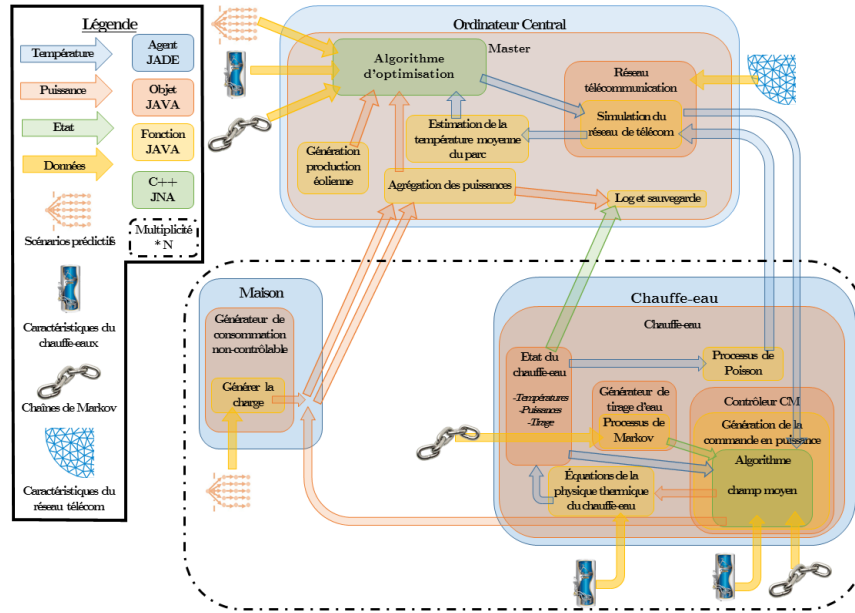 Légende
Température
Puissance
Etat
Données
Agent
JADE
Objet
JAVA
Fonction
JAVA
C++
JNA
Multiplicité
* N
Scénarios prédictifs
Caractéristiques du
chauffe-eaux
Chaînes de Markov
Caractéristiques du
réseau télécom
Ordinateur Central
Master
Algorithme
d'optimisation
Réseau
télécommunication
Simulation du
réseau de télécom
Estimation de la
température moyenne
du parc
Génération
production
éolienne
Agrégation des puissances
Log et sauvegarde
Maison
Générateur de
consommation
non-contrôlable
Générer la
charge
Chauffe-eau
Chauffe-eau
Etat du
chauffe-eau
-Températures
-Puissances
-Tirage
Processus de
Poisson
Générateur de
tirage d'eau
Processus de
Markov
Contrôleur CM
Génération de la
commande en puissance
Algorithme
champ moyen
Équations de la
physique thermique
du chauffe-eau